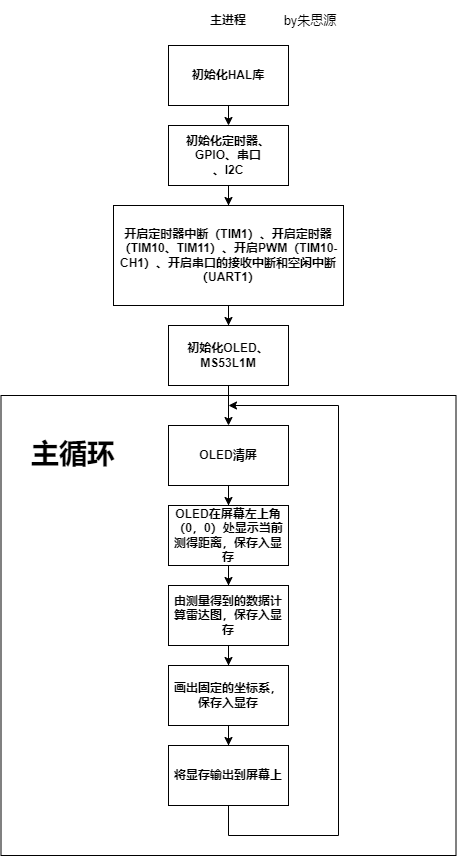 主进程 by朱思源
初始化HAL库
初始化定时器、
GPIO、串口
、I2C
开启定时器中断（TIM1）、开启定时器
（TIM10、TIM11）、开启PWM（TIM10-
CH1）、开启串口的接收中断和空闲中断
（UART1）
初始化OLED、
MS53L1M
主循环
OLED清屏
OLED在屏幕左上角
（0，0）处显示当前
测得距离，保存入显
存
由测量得到的数据计
算雷达图，保存入显
存
画出固定的坐标系，
保存入显存
将显存输出到屏幕上